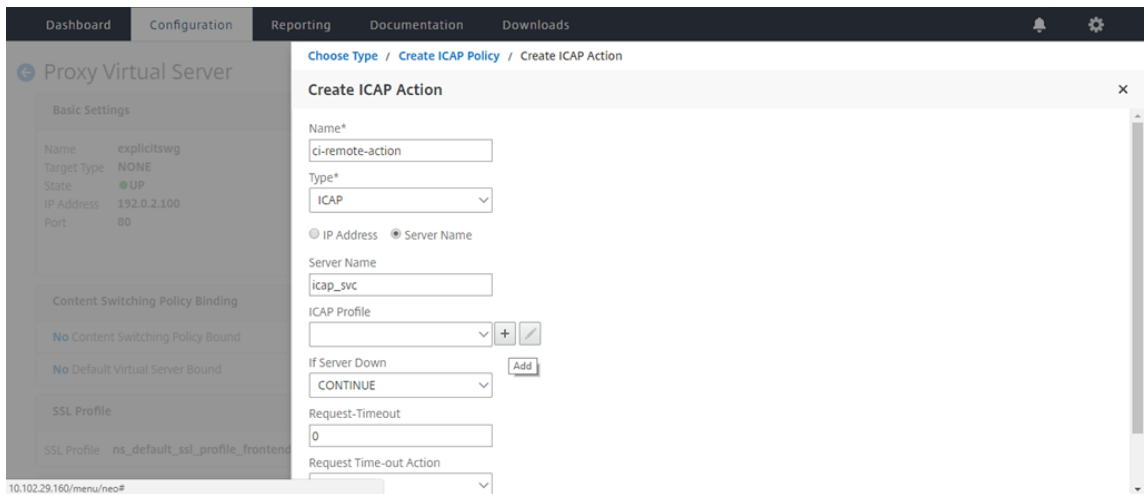 Dashboard Configuration Reporting Documentation Downloads
Choose Type / Create ICAP Policy / Create ICAP Action
Proxy Virtual Server
Basic Settings
Name explicitswg
Target Type NONE
State UP
IP Address 192.0.2.100
Port 80
Content Switching Policy Binding
No Content Switching Policy Bound
No Default Virtual Server Bound
SSL Profile
SSL Profile ns_default_ssl_profile_frontend
Create ICAP Action
Name*
ci-remote-action
Type*
ICAP
IP Address Server Name
Server Name
icap_svc
ICAP Profile
+
Add
If Server Down
CONTINUE
Request-Timeout
0
Request Time-out Action
10.102.29.160/menu/neo#